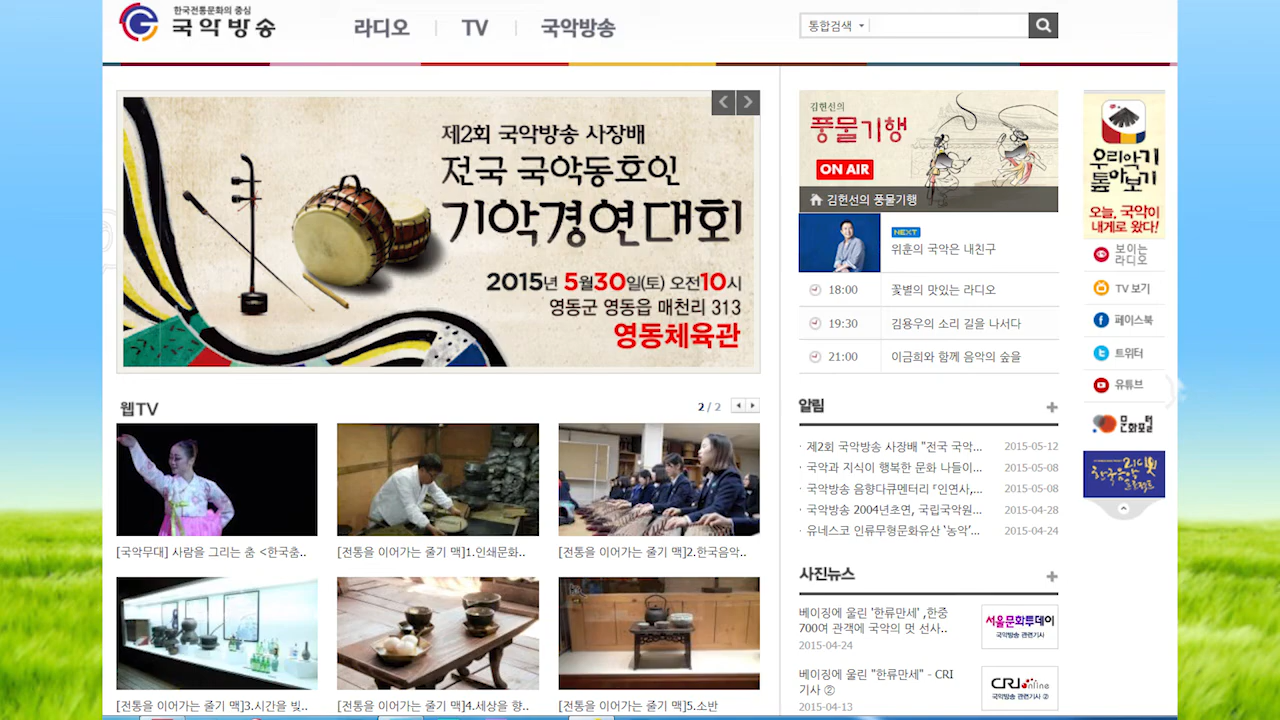 한국전통문화의 중심
국악방송
라디오
TV
국악방송
통합검색
제2회 국악방송 사장배
전국 국악동호인
기악경연대회
2015년 5월30일(토) 오전10시
영동군 영동읍 매천리 313
영동체육관
김현선의
풍물기행
ON AIR
김현선의 풍물기행
NEXT
위훈의 국악은 내친구
18:00 꽃별의 맛있는 라디오
19:30 김용우의 소리 길을 나서다
21:00 이금희와 함께 음악의 숲을
우리악기
톺아보기
오늘, 국악이
내게로 왔다!
보이는
라디오
TV 보기
페이스북
트위터
유튜브
문화포털
한국음악
프로젝트
웹TV
2 / 2
[국악무대] 사람을 그리는 춤 <한국춤..
[전통을 이어가는 줄기 맥]1.인쇄문화..
[전통을 이어가는 줄기 맥]2.한국음악..
[전통을 이어가는 줄기 맥]3.시간을 빚..
[전통을 이어가는 줄기 맥]4.세상을 향..
[전통을 이어가는 줄기 맥]5.소반
알림
· 제2회 국악방송 사장배 "전국 국악... 2015-05-12
· 국악과 지식이 행복한 문화 나들이... 2015-05-08
· 국악방송 음향다큐멘터리 『인연사,... 2015-05-08
· 국악방송 2004년초연, 국립국악원... 2015-04-28
· 유네스코 인류무형문화유산 '농악'... 2015-04-24
사진뉴스
베이징에 울린 '한류만세' ,한중
700여 관객에 국악의 멋 선사..
2015-04-24
서울문화투데이
국악방송 관련기사
베이징에 울린 "한류만세" - CRI
기사 ②
2015-04-13
CRI online
국악방송 관련기사 ②